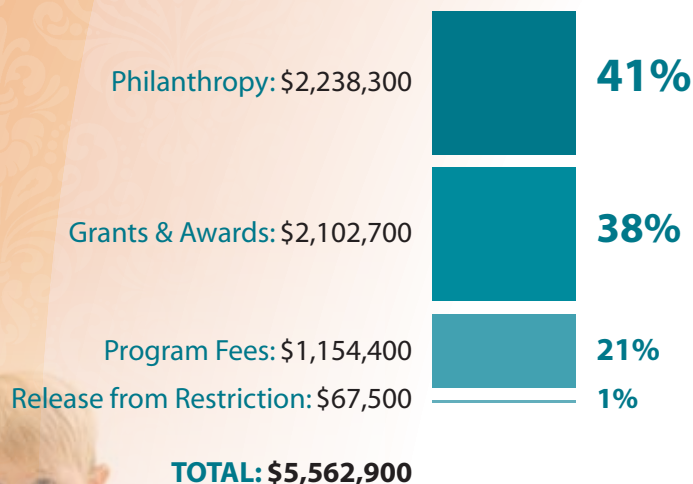 Philanthropy: $2,238,300 41%
Grants & Awards: $2,102,700 38%
Program Fees: $1,154,400 21%
Release from Restriction: $67,500 1%
TOTAL: $5,562,900